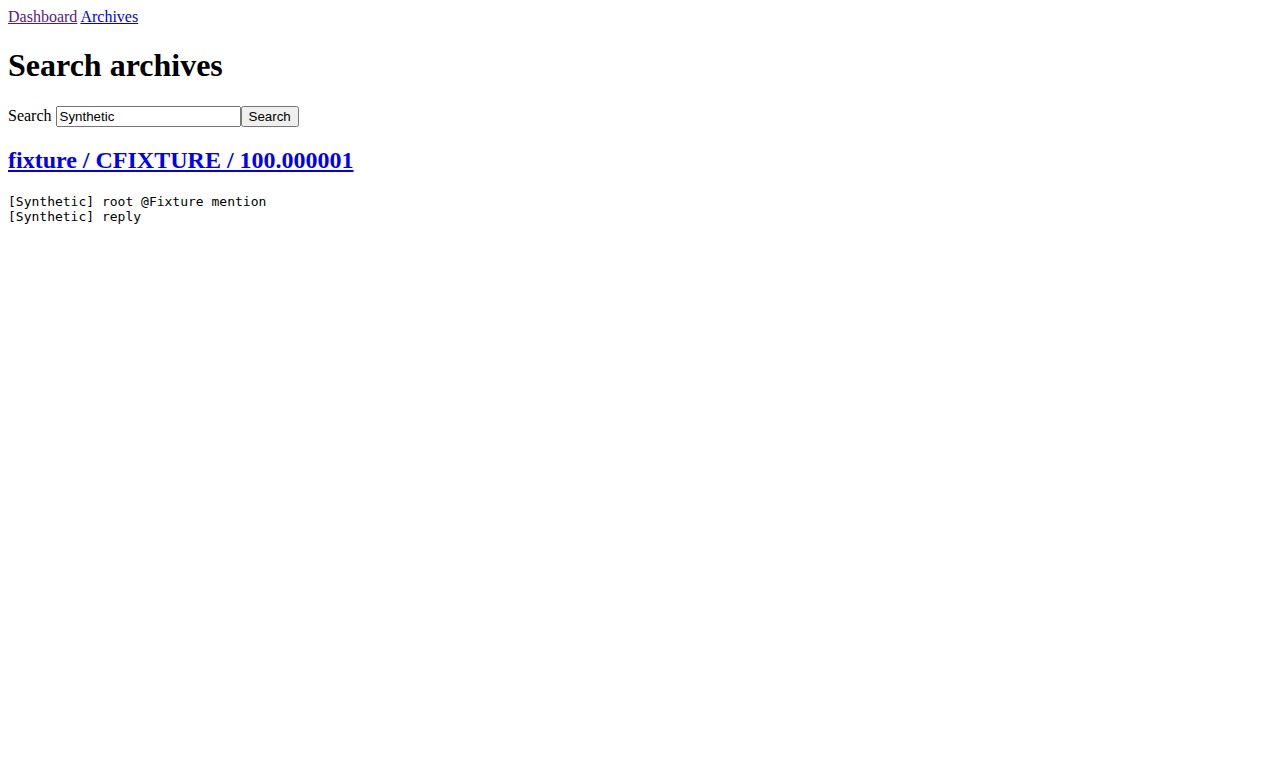 Dashboard Archives
Search archives
Search Synthetic Search
fixture / CFIXTURE / 100.000001
[Synthetic] root @Fixture mention
[Synthetic] reply